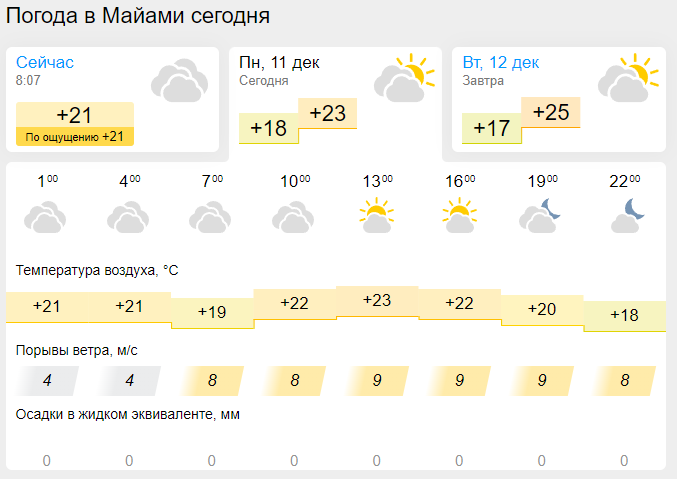 Погода в Майами сегодня
Сейчас
8:07
+21
По ощущению +21
Пн, 11 дек
Сегодня
+18 +23
Вт, 12 дек
Завтра
+17 +25
1 00 4 00 7 00 10 00 13 00 16 00 19 00 22 00
Температура воздуха, °C
+21 +21 +19 +22 +23 +22 +20 +18
Порывы ветра, м/с
4 4 8 8 9 9 9 8
Осадки в жидком эквиваленте, мм
0 0 0 0 0 0 0 0